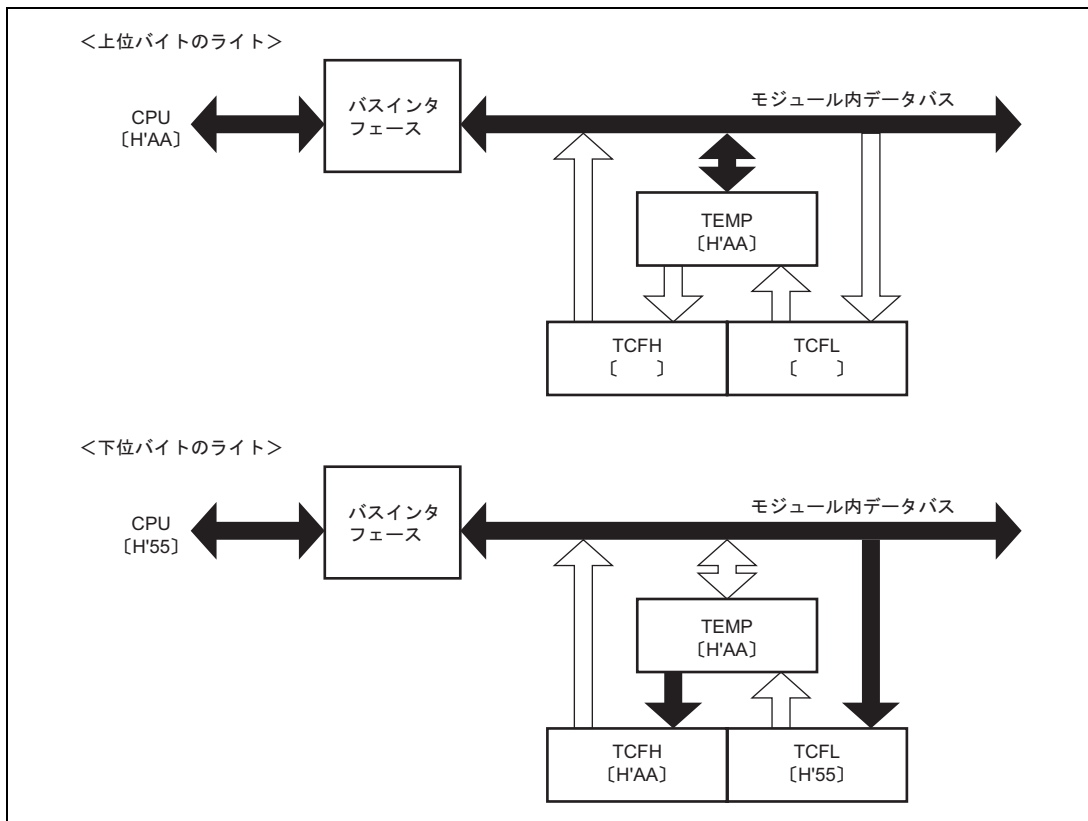 ＜上位バイトのライト＞
CPU
〔H'AA〕
バスインタ
フェース
モジュール内データバス
TEMP
〔H'AA〕
TCFH
〔　　〕
TCFL
〔　　〕
＜下位バイトのライト＞
CPU
〔H'55〕
バスインタ
フェース
モジュール内データバス
TEMP
〔H'AA〕
TCFH
〔H'AA〕
TCFL
〔H'55〕